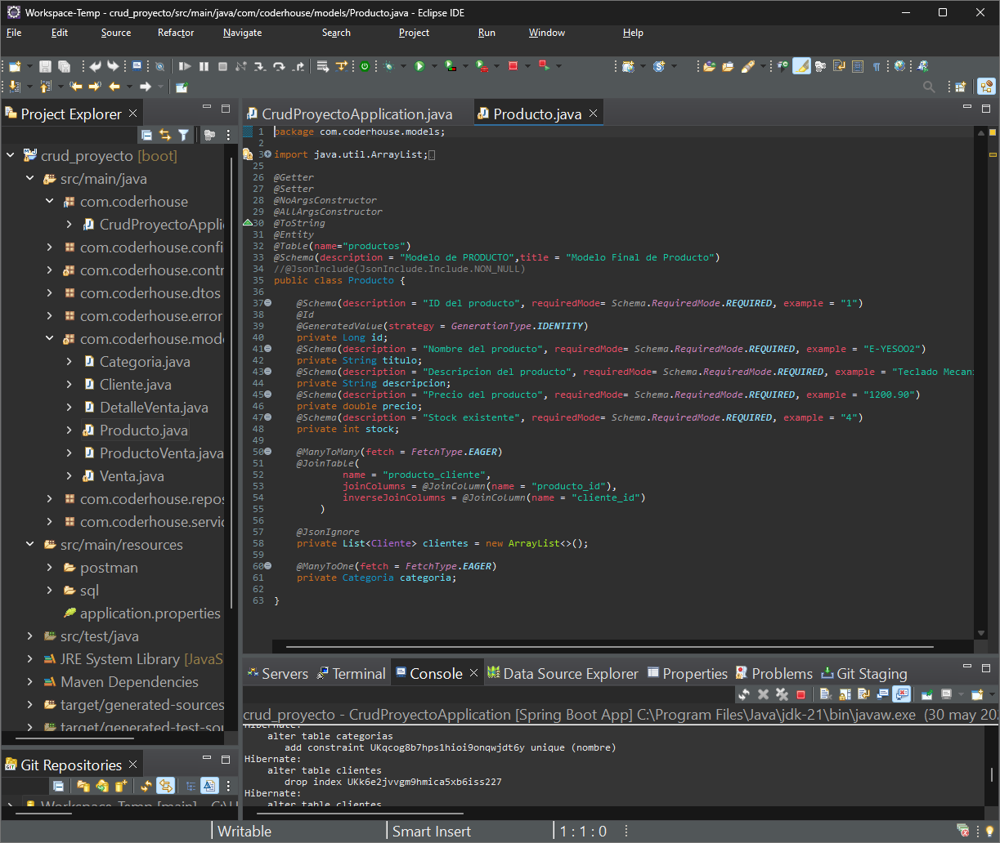 Workspace-Temp - crud_proyecto/src/main/java/com/coderhouse/models/Producto.java - Eclipse IDE
File Edit Source Refactor Navigate Search Project Run Window Help
Project Explorer
crud_proyecto [boot]
src/main/java
com.coderhouse
CrudProyectoApplic
com.coderhouse.confi
com.coderhouse.contr
com.coderhouse.dtos
com.coderhouse.error
com.coderhouse.mode
Categoria.java
Cliente.java
DetalleVenta.java
Producto.java
ProductoVenta.java
Venta.java
com.coderhouse.repos
com.coderhouse.servic
src/main/resources
postman
sql
application.properties
src/test/java
JRE System Library [JavaS
Maven Dependencies
target/generated-sources
target/generated-test-sou
Git Repositories
Workspace-Temp [main] - C:\U
CrudProyectoApplication.java Producto.java
1 package com.coderhouse.models;
2
3 import java.util.ArrayList;
25
26 @Getter
27 @Setter
28 @NoArgsConstructor
29 @AllArgsConstructor
30 @ToString
31 @Entity
32 @Table(name="productos")
33 @Schema(description = "Modelo de PRODUCTO",title = "Modelo Final de Producto")
34 //@JsonInclude(JsonInclude.Include.NON_NULL)
35 public class Producto {
36
37 @Schema(description = "ID del producto", requiredMode= Schema.RequiredMode.REQUIRED, example = "1")
38 @Id
39 @GeneratedValue(strategy = GenerationType.IDENTITY)
40 private Long id;
41 @Schema(description = "Nombre del producto", requiredMode= Schema.RequiredMode.REQUIRED, example = "E-YESOO2")
42 private String titulo;
43 @Schema(description = "Descripcion del producto", requiredMode= Schema.RequiredMode.REQUIRED, example = "Teclado Mecani
44 private String descripcion;
45 @Schema(description = "Precio del producto", requiredMode= Schema.RequiredMode.REQUIRED, example = "1200.90")
46 private double precio;
47 @Schema(description = "Stock existente", requiredMode= Schema.RequiredMode.REQUIRED, example = "4")
48 private int stock;
49
50 @ManyToMany(fetch = FetchType.EAGER)
51 @JoinTable(
52 name = "producto_cliente",
53 joinColumns = @JoinColumn(name = "producto_id"),
54 inverseJoinColumns = @JoinColumn(name = "cliente_id")
55 )
56
57 @JsonIgnore
58 private List<Cliente> clientes = new ArrayList<>();
59
60 @ManyToOne(fetch = FetchType.EAGER)
61 private Categoria categoria;
62
63 }
Servers Terminal Console Data Source Explorer Properties Problems Git Staging
crud_proyecto - CrudProyectoApplication [Spring Boot App] C:\Program Files\Java\jdk-21\bin\javaw.exe (30 may 202
Hibernate:
alter table categorias
add constraint UKqcog8b7hps1hioi9onqwjdt6y unique (nombre)
Hibernate:
alter table clientes
drop index UKk6e2jvvgm9hmica5xb6iss227
Hibernate:
alter table clientes
Writable Smart Insert 1 : 1 : 0